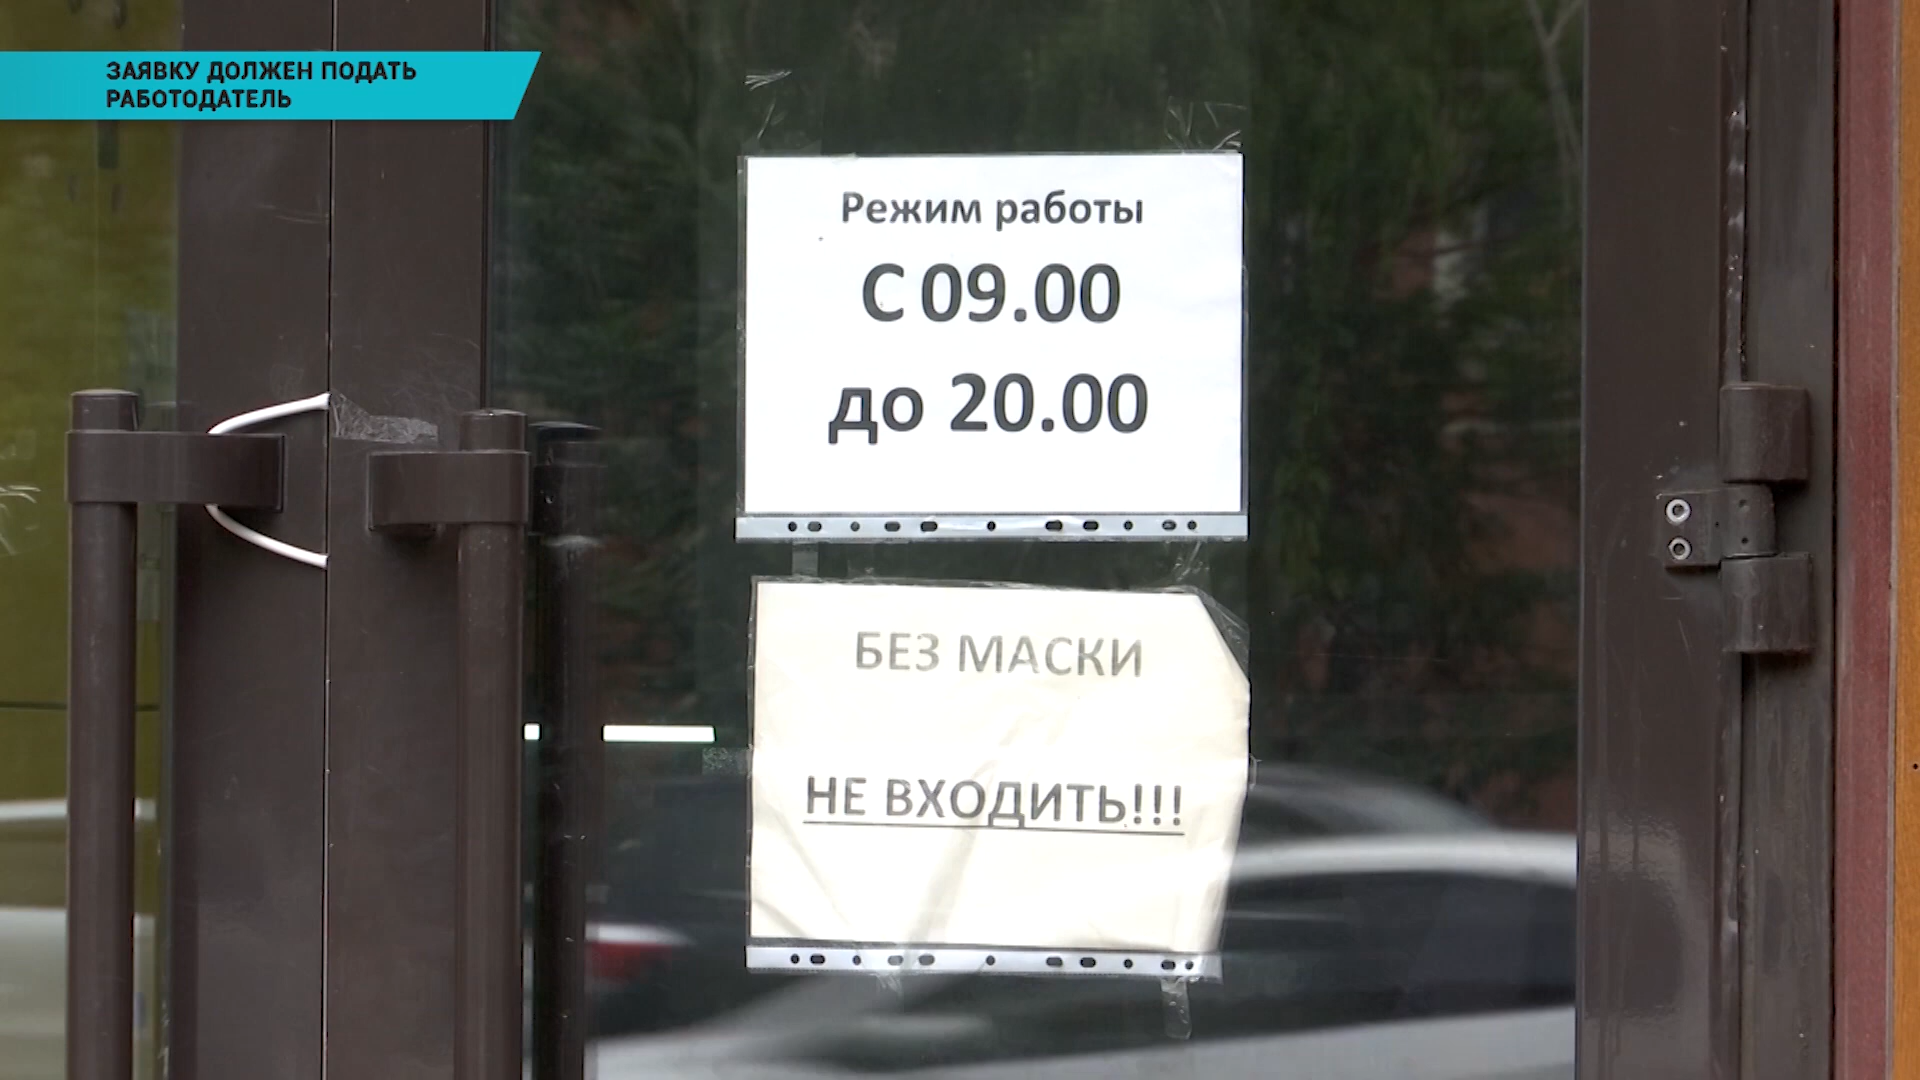 ЗАЯВКУ ДОЛЖЕН ПОДАТЬ
РАБОТОДАТЕЛЬ
Режим работы
С 09.00
до 20.00
БЕЗ МАСКИ
НЕ ВХОДИТЬ!!!